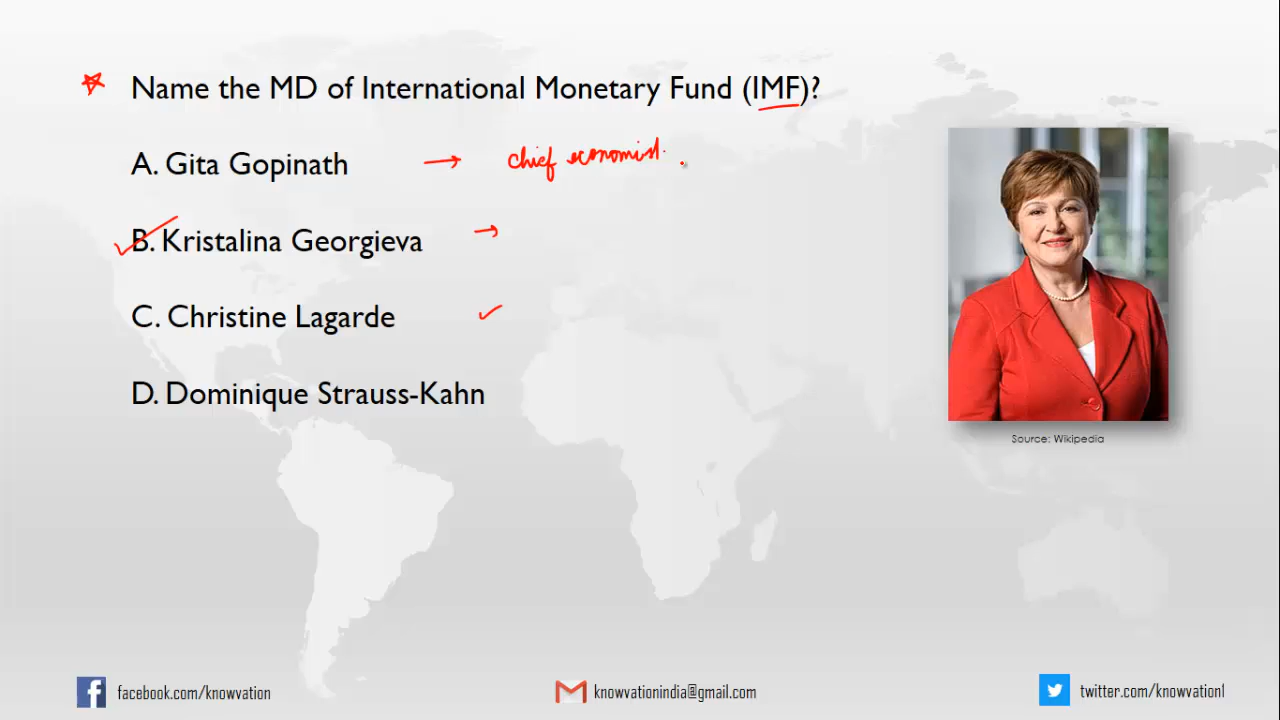 Name the MD of International Monetary Fund (IMF)?
A. Gita Gopinath → chief economist.
B. Kristalina Georgieva →
C. Christine Lagarde ✓
D. Dominique Strauss-Kahn
Source: Wikipedia
facebook.com/knowvation
knowvationindia@gmail.com
twitter.com/knowvation1